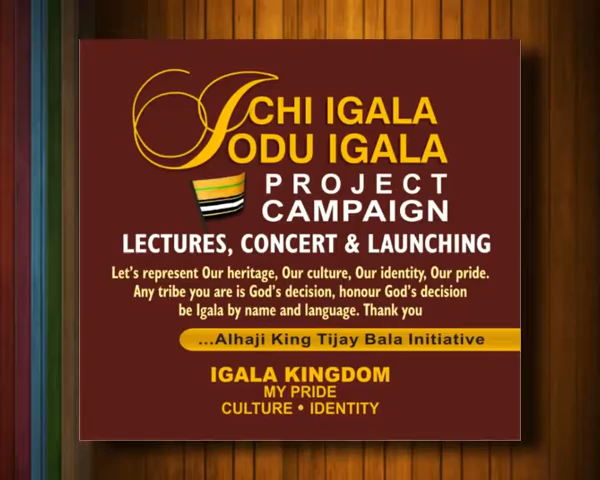 ICHI IGALA
ODU IGALA
PROJECT
CAMPAIGN
LECTURES, CONCERT & LAUNCHING
Let's represent Our heritage, Our culture, Our identity, Our pride.
Any tribe you are is God's decision, honour God's decision
be Igala by name and language. Thank you
...Alhaji King Tijay Bala Initiative
IGALA KINGDOM
MY PRIDE
CULTURE • IDENTITY